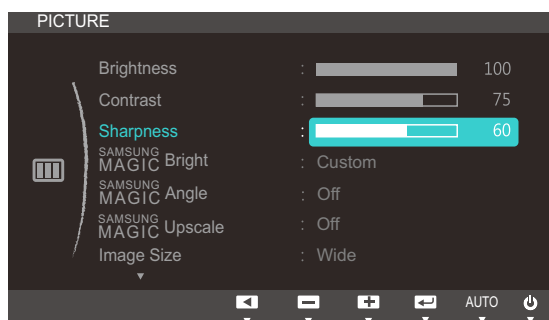 PICTURE
Brightness : 100
Contrast : 75
Sharpness : 60
SAMSUNG MAGIC Bright : Custom
SAMSUNG MAGIC Angle : Off
SAMSUNG MAGIC Upscale : Off
Image Size : Wide
AUTO